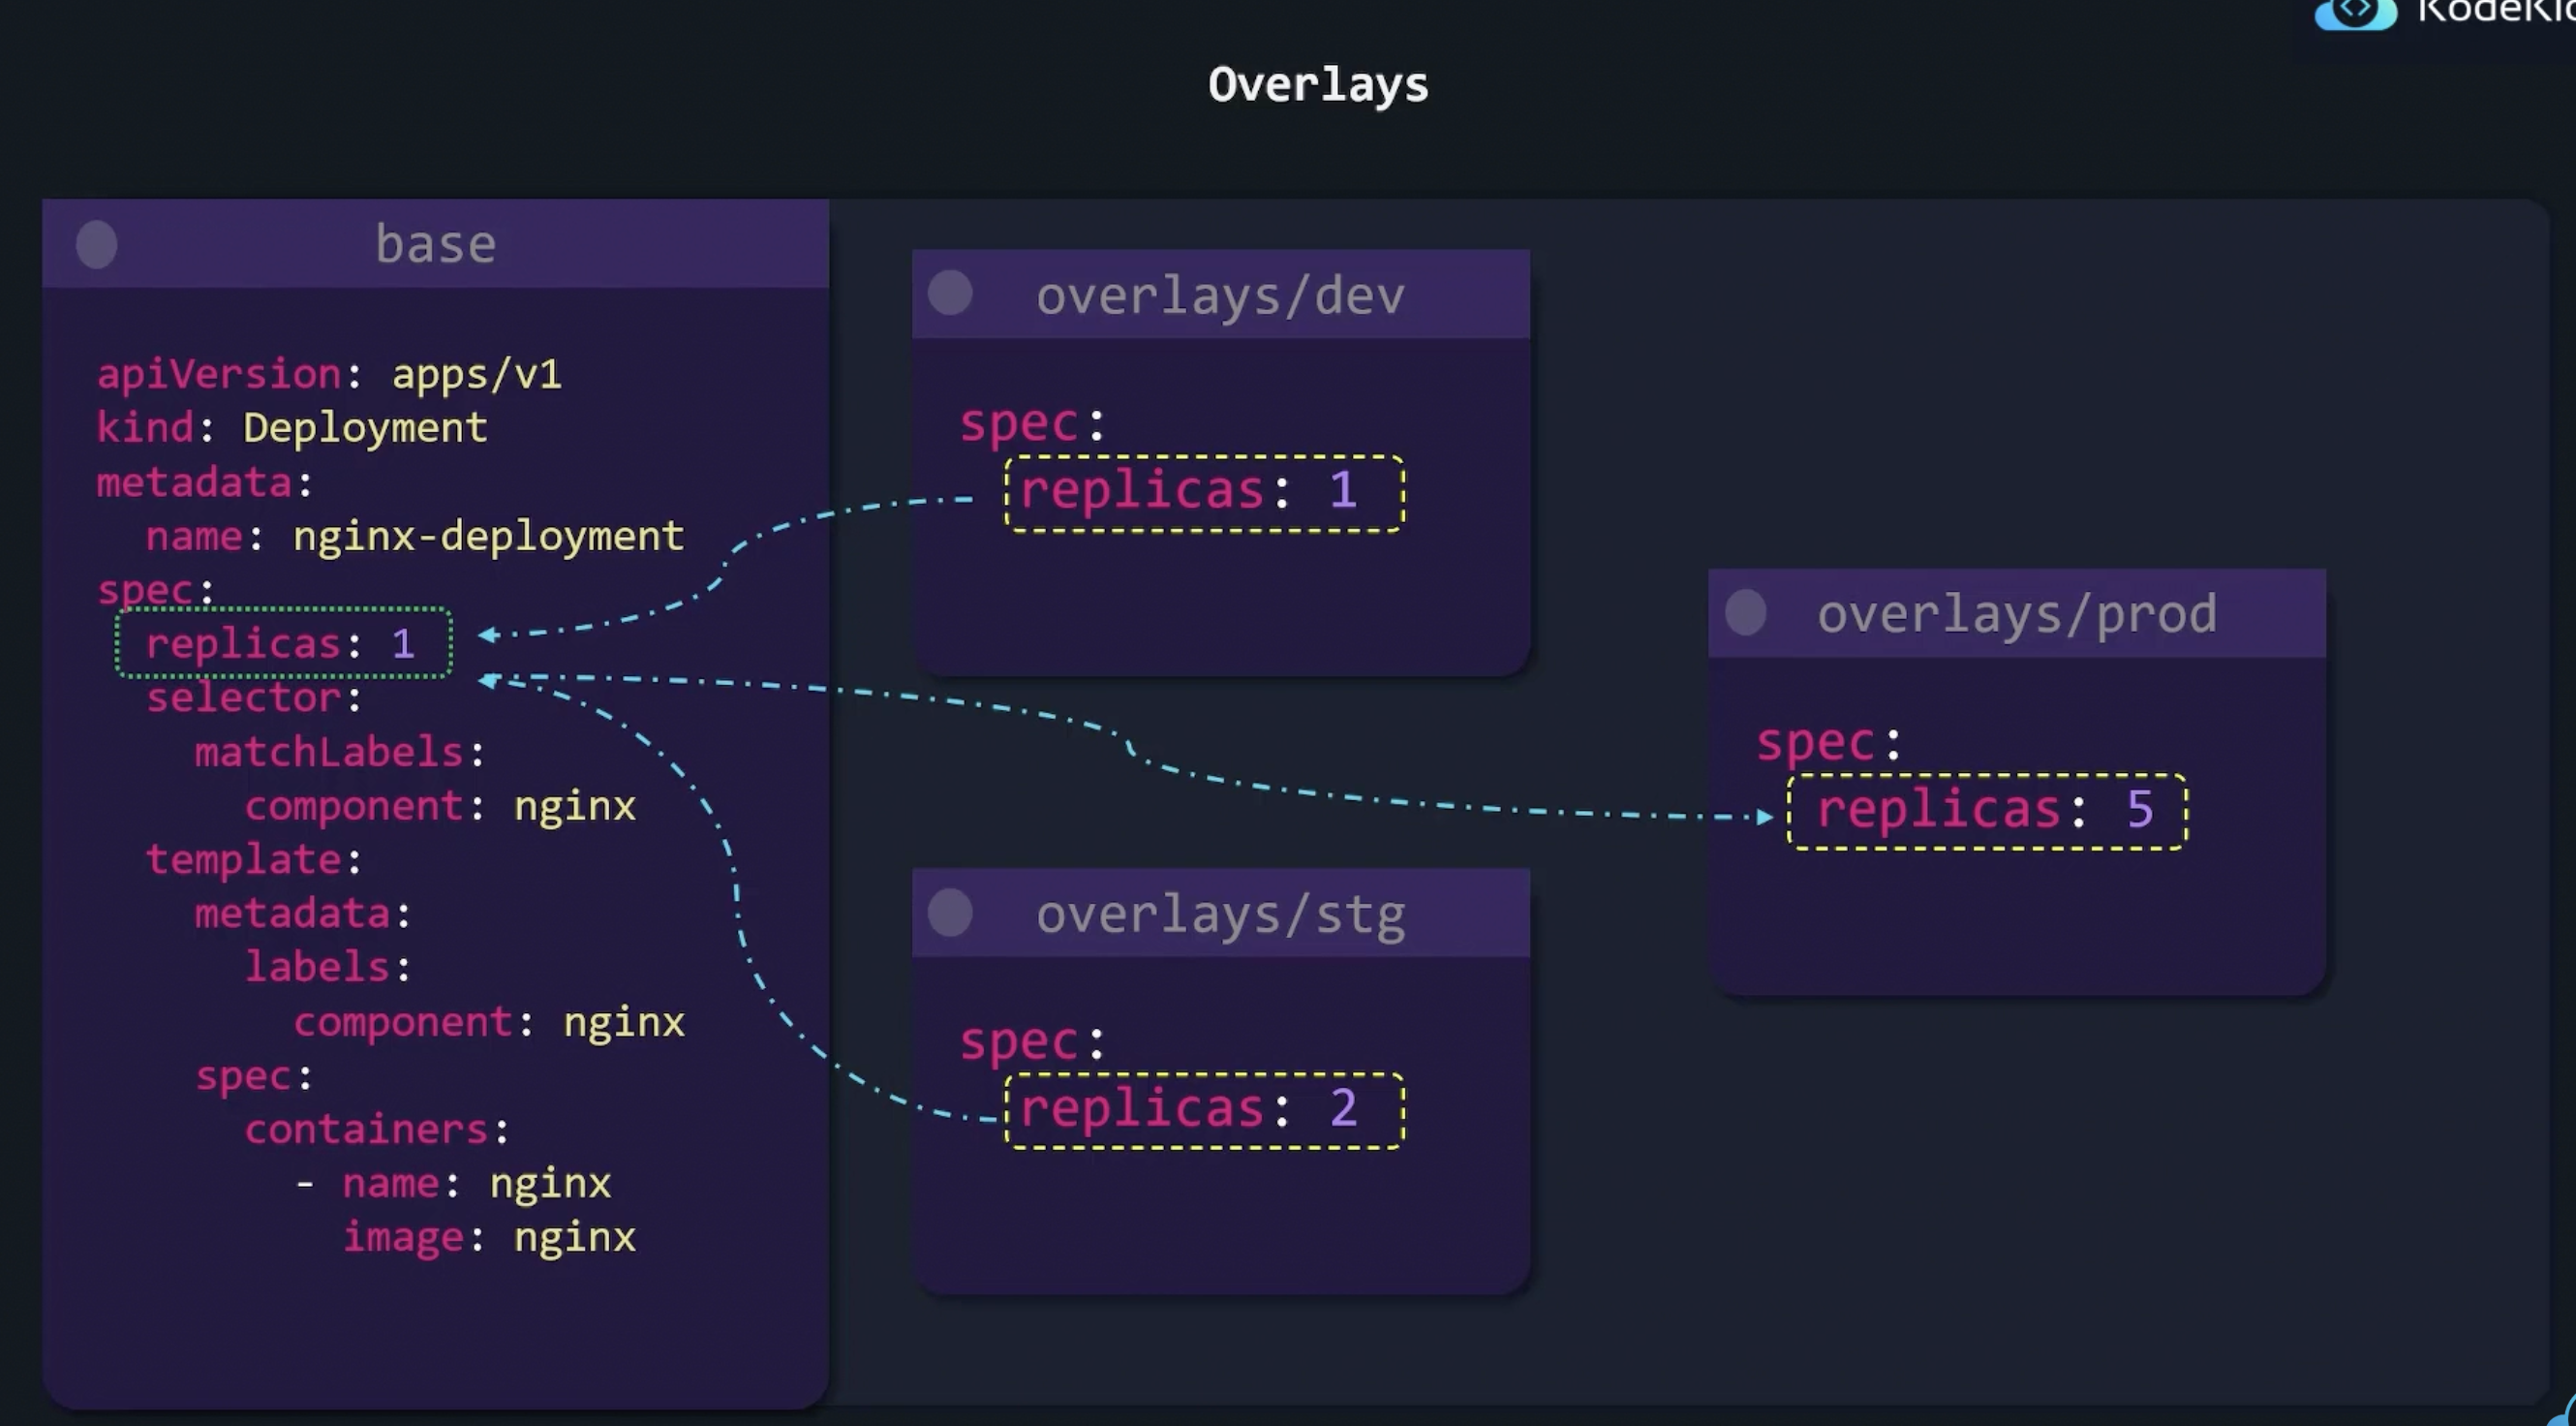 Overlays
base
apiVersion: apps/v1
kind: Deployment
metadata:
  name: nginx-deployment
spec:
  replicas: 1
  selector:
    matchLabels:
      component: nginx
  template:
    metadata:
      labels:
        component: nginx
    spec:
      containers:
        - name: nginx
          image: nginx
overlays/dev
spec:
  replicas: 1
overlays/stg
spec:
  replicas: 2
overlays/prod
spec:
  replicas: 5